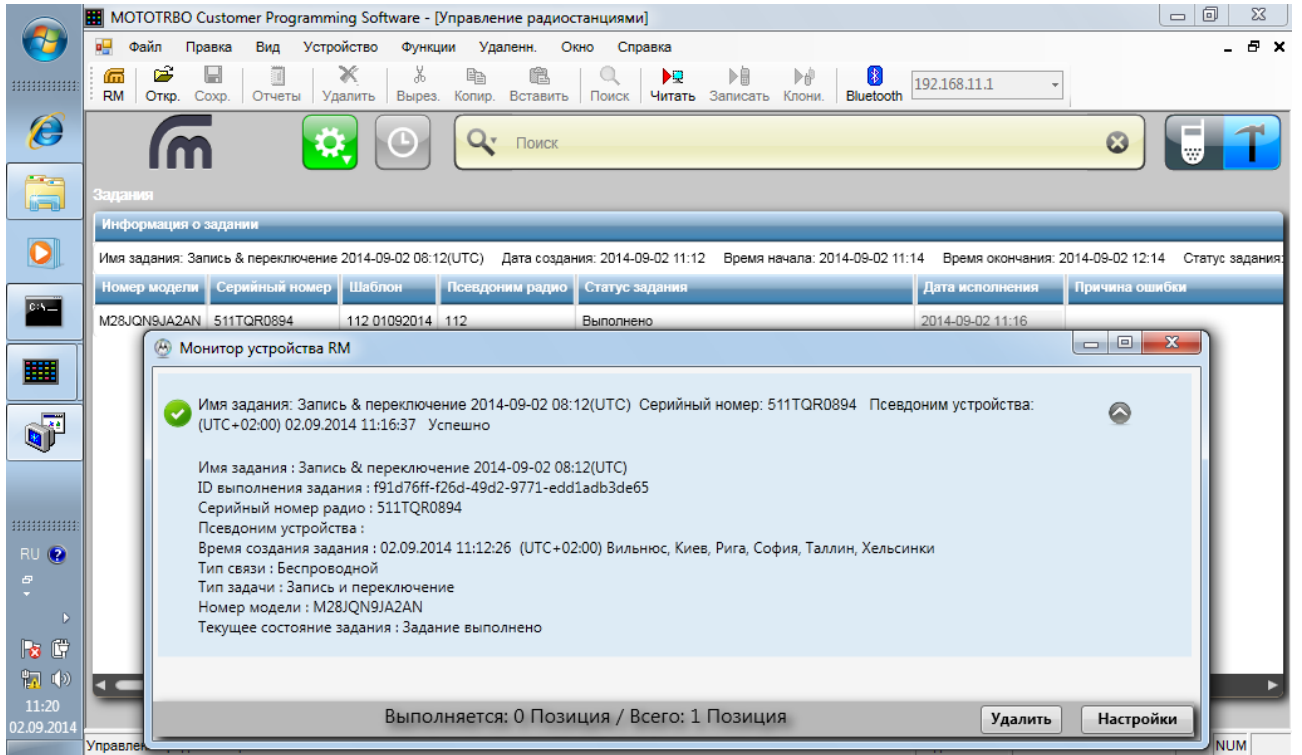 MOTOTRBO Customer Programming Software - [Управление радиостанциями]
Файл Правка Вид Устройство Функции Удаленн. Окно Справка
RM Откр. Сохр. Отчеты Удалить Вырез. Копир. Вставить Поиск Читать Записать Клони. Bluetooth 192.168.11.1
Поиск
Задания
Информация о задании
Имя задания: Запись & переключение 2014-09-02 08:12(UTC) Дата создания: 2014-09-02 11:12 Время начала: 2014-09-02 11:14 Время окончания: 2014-09-02 12:14 Статус задания:
Номер модели Серийный номер Шаблон Псевдоним радио Статус задания Дата исполнения Причина ошибки
M28JQN9JA2AN 511TQR0894 112 01092014 112 Выполнено 2014-09-02 11:16
Монитор устройства RM
Имя задания: Запись & переключение 2014-09-02 08:12(UTC) Серийный номер: 511TQR0894 Псевдоним устройства:
(UTC+02:00) 02.09.2014 11:16:37 Успешно
Имя задания : Запись & переключение 2014-09-02 08:12(UTC)
ID выполнения задания : f91d76ff-f26d-49d2-9771-edd1adb3de65
Серийный номер радио : 511TQR0894
Псевдоним устройства :
Время создания задания : 02.09.2014 11:12:26 (UTC+02:00) Вильнюс, Киев, Рига, София, Таллин, Хельсинки
Тип связи : Беспроводной
Тип задачи : Запись и переключение
Номер модели : M28JQN9JA2AN
Текущее состояние задания : Задание выполнено
Выполняется: 0 Позиция / Всего: 1 Позиция
Удалить Настройки
NUM
C:\_
RU
11:20
02.09.2014